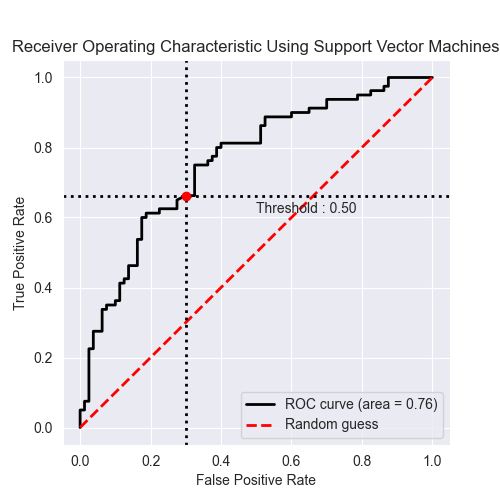 Receiver Operating Characteristic Using Support Vector Machines
1.0
0.8
0.6
0.4
0.2
0.0
True Positive Rate
Threshold : 0.50
ROC curve (area = 0.76)
Random guess
0.0 0.2 0.4 0.6 0.8 1.0
False Positive Rate